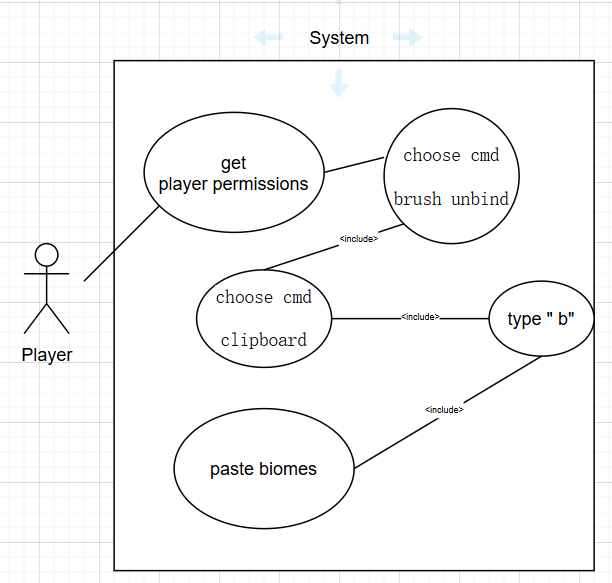 System
get
player permissions
choose cmd
brush unbind
<include>
choose cmd
clipboard
<include>
type " b"
Player
<include>
paste biomes